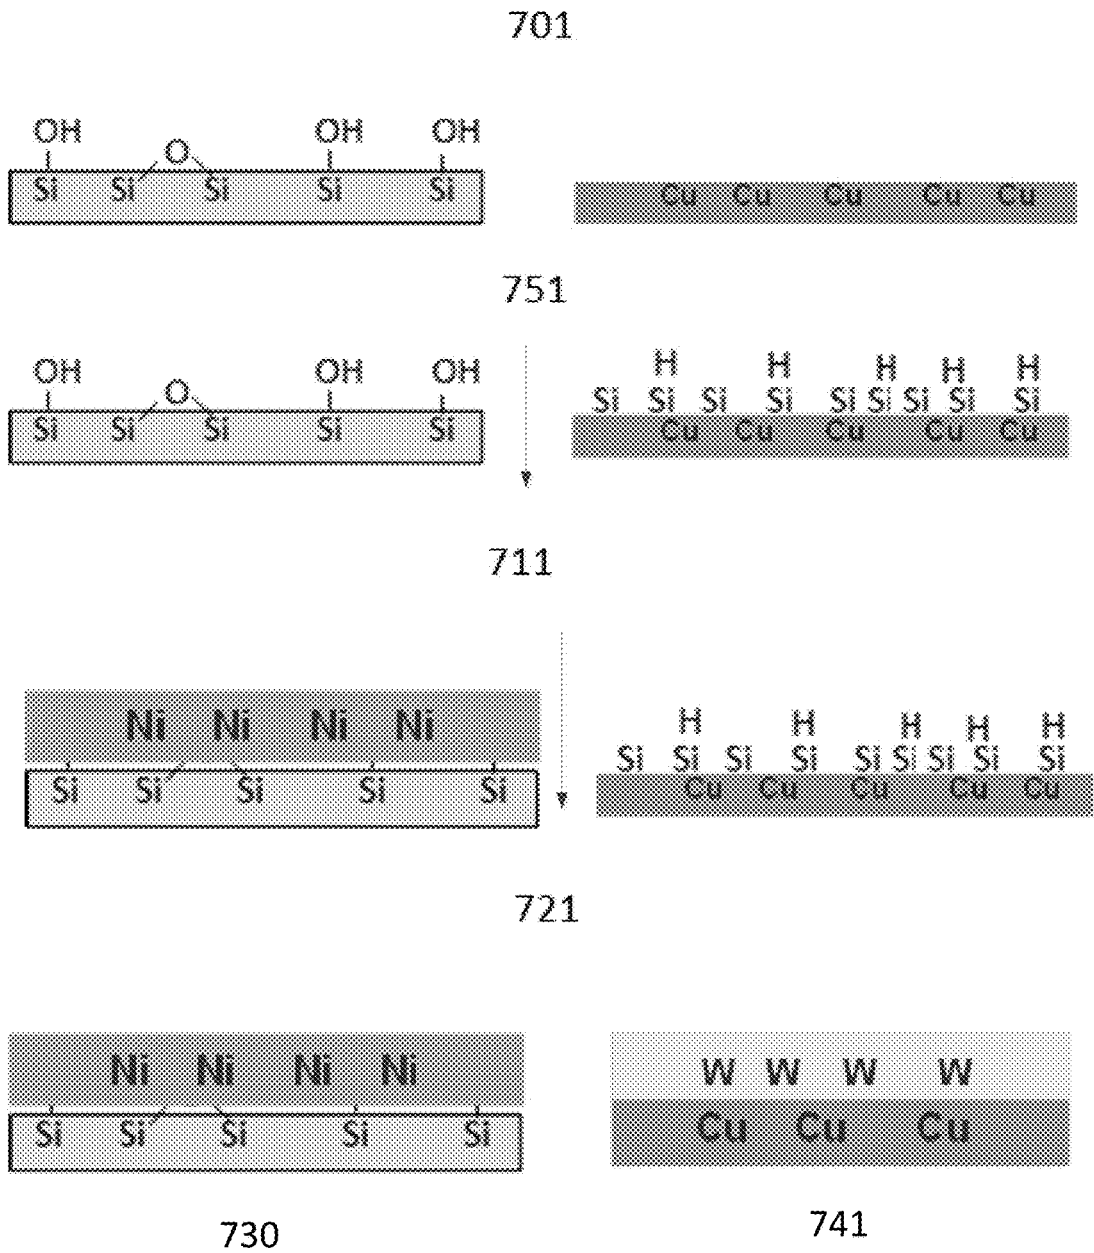 701
OH OH OH
O
Si Si Si Si Si
Cu Cu Cu Cu Cu
751
OH OH OH
O
Si Si Si Si Si
H H H H H
Si Si Si Si Si Si Si Si Si
Cu Cu Cu Cu Cu
711
Ni Ni Ni Ni
Si Si Si Si Si
H H H H H
Si Si Si Si Si Si Si Si Si
Cu Cu Cu Cu Cu
721
Ni Ni Ni Ni
Si Si Si Si Si
W W W W
Cu Cu Cu
730
741